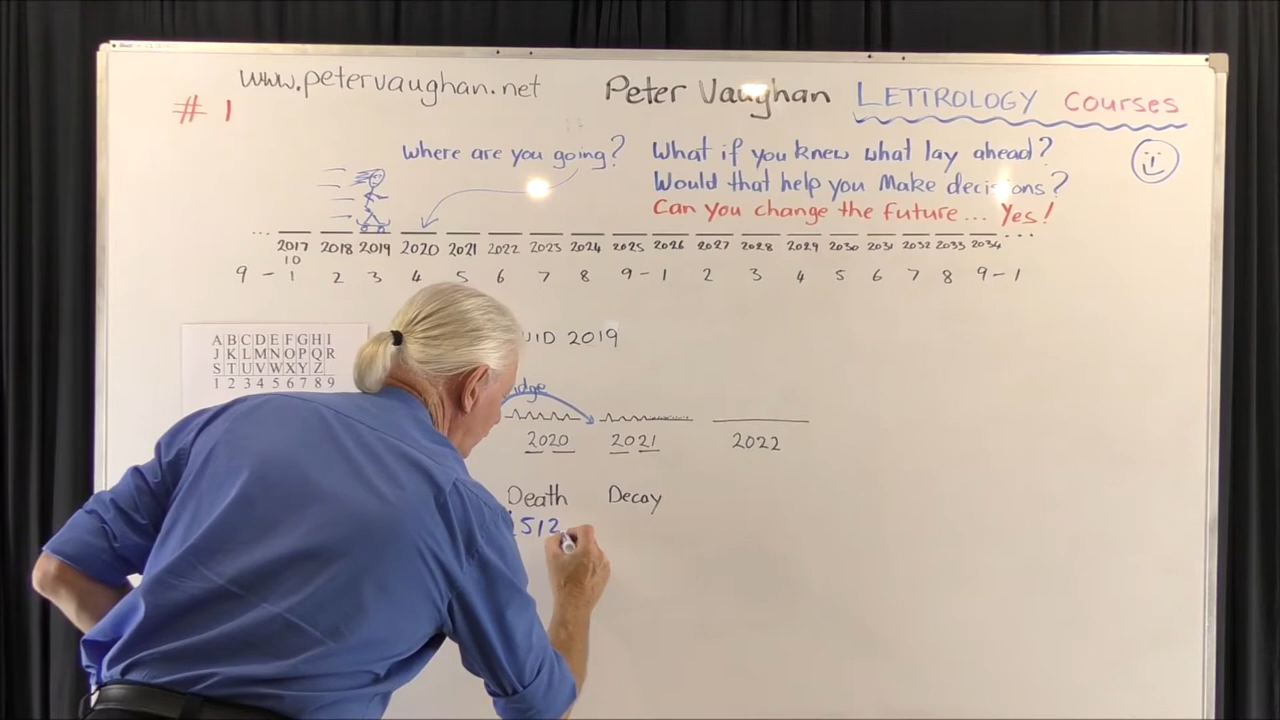 www.petervaughan.net
Peter Vaughan LETTROLOGY Courses
# 1
where are you going?
What if you knew what lay ahead?
Would that help you Make decisions?
Can you change the future... Yes!
... 2017 2018 2019 2020 2021 2022 2023 2024 2025 2026 2027 2028 2029 2030 2031 2032 2033 2034 ...
10
9 - 1 2 3 4 5 6 7 8 9 - 1 2 3 4 5 6 7 8 9 - 1
2019
A B C D E F G H I
J K L M N O P Q R
S T U V W X Y Z
1 2 3 4 5 6 7 8 9
2020 2021 2022
Death Decay
512